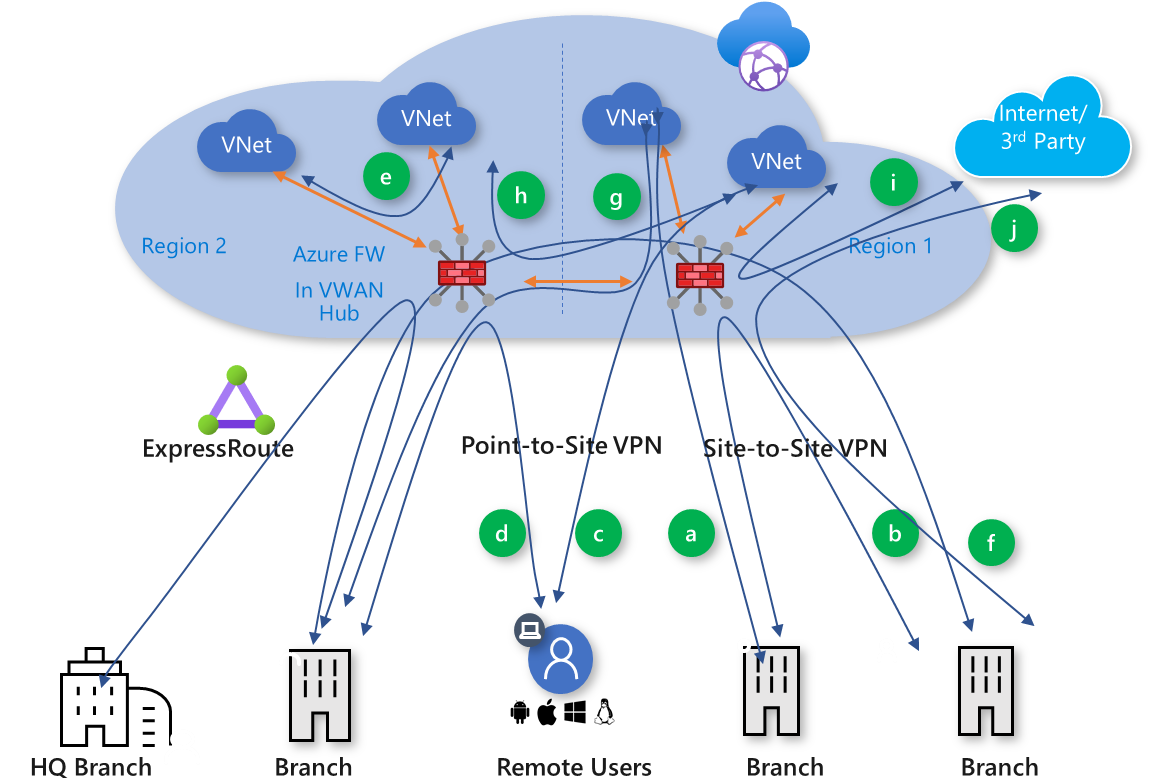 VNet
VNet
VNet
VNet
Internet/
3rd Party
e
h
g
i
j
Region 2
Region 1
Azure FW
In VWAN
Hub
ExpressRoute
Point-to-Site VPN
Site-to-Site VPN
d
c
a
b
f
HQ Branch
Branch
Remote Users
Branch
Branch